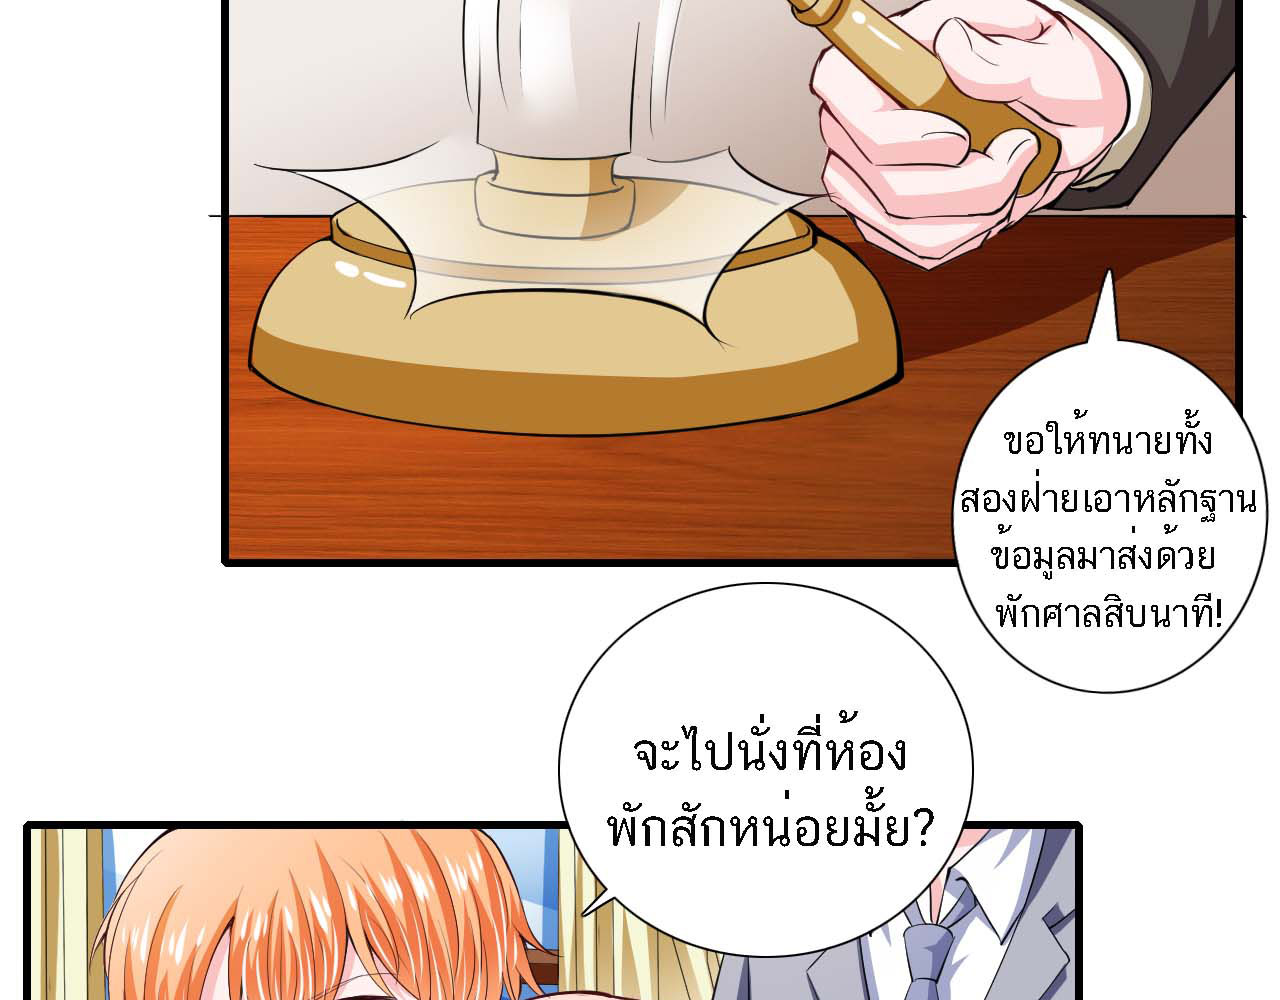 ขอให้ทนายทั้ง
สองฝ่ายเอาหลักฐาน
ข้อมูลมาส่งด้วย
พักศาลสิบนาที!
จะไปนั่งที่ห้อง
พักสักหน่อยมั้ย?